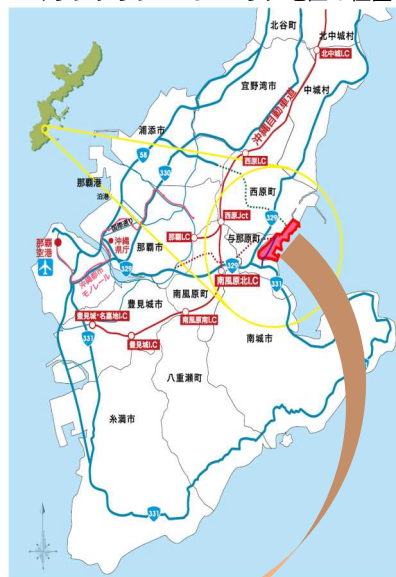 北谷町
北中城村
北中城I.C
宜野湾市
中城村
沖縄自動車道
浦添市
58
西原I.C
330
那覇港
泊港
西原町
国際通り
329
西原Jct
沖縄県庁
那覇市
那覇I.C
与那原町
那覇空港
沖縄都市モノレール
329
329
南風原北I.C
豊見城市
南風原町
331
豊見城・名嘉地I.C
南風原南I.C
331
豊見城I.C
南城市
八重瀬町
糸満市
331